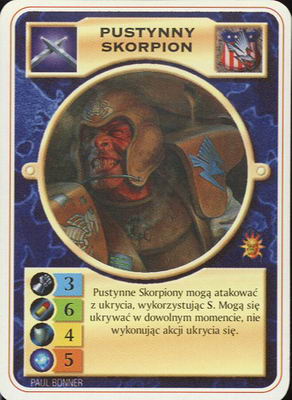 PUSTYNNY
SKORPION
3
6
4
5
Pustynne Skorpiony mogą atakować
z ukrycia, wykorzystując S. Mogą się
ukrywać w dowolnym momencie, nie
wykonując akcji ukrycia się.
PAUL BONNER